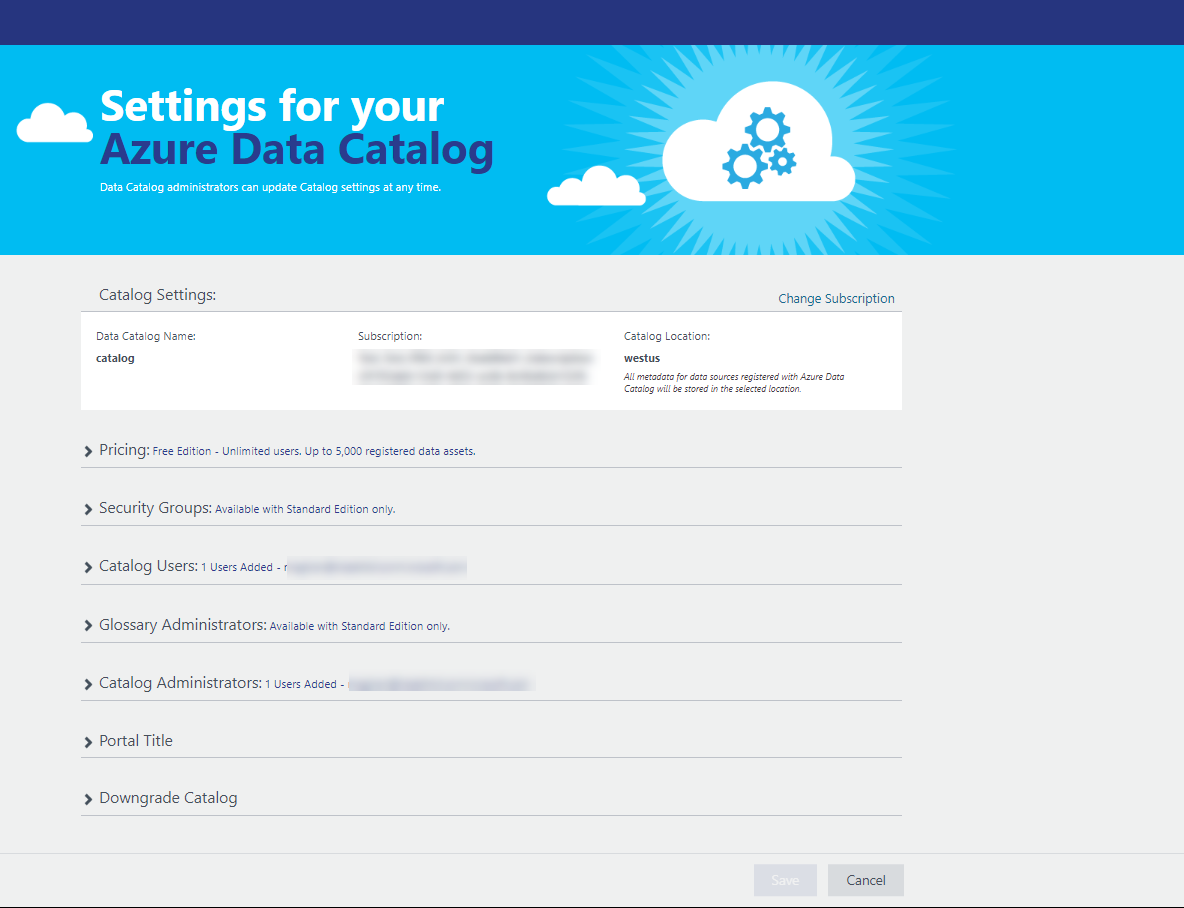 Settings for your
Azure Data Catalog
Data Catalog administrators can update Catalog settings at any time.
Catalog Settings:
Change Subscription
Data Catalog Name:
Subscription:
Catalog Location:
catalog
westus
All metadata for data sources registered with Azure Data
Catalog will be stored in the selected location.
Pricing: Free Edition - Unlimited users. Up to 5,000 registered data assets.
Security Groups: Available with Standard Edition only.
Catalog Users: 1 Users Added -
Glossary Administrators: Available with Standard Edition only.
Catalog Administrators: 1 Users Added -
Portal Title
Downgrade Catalog
Save
Cancel